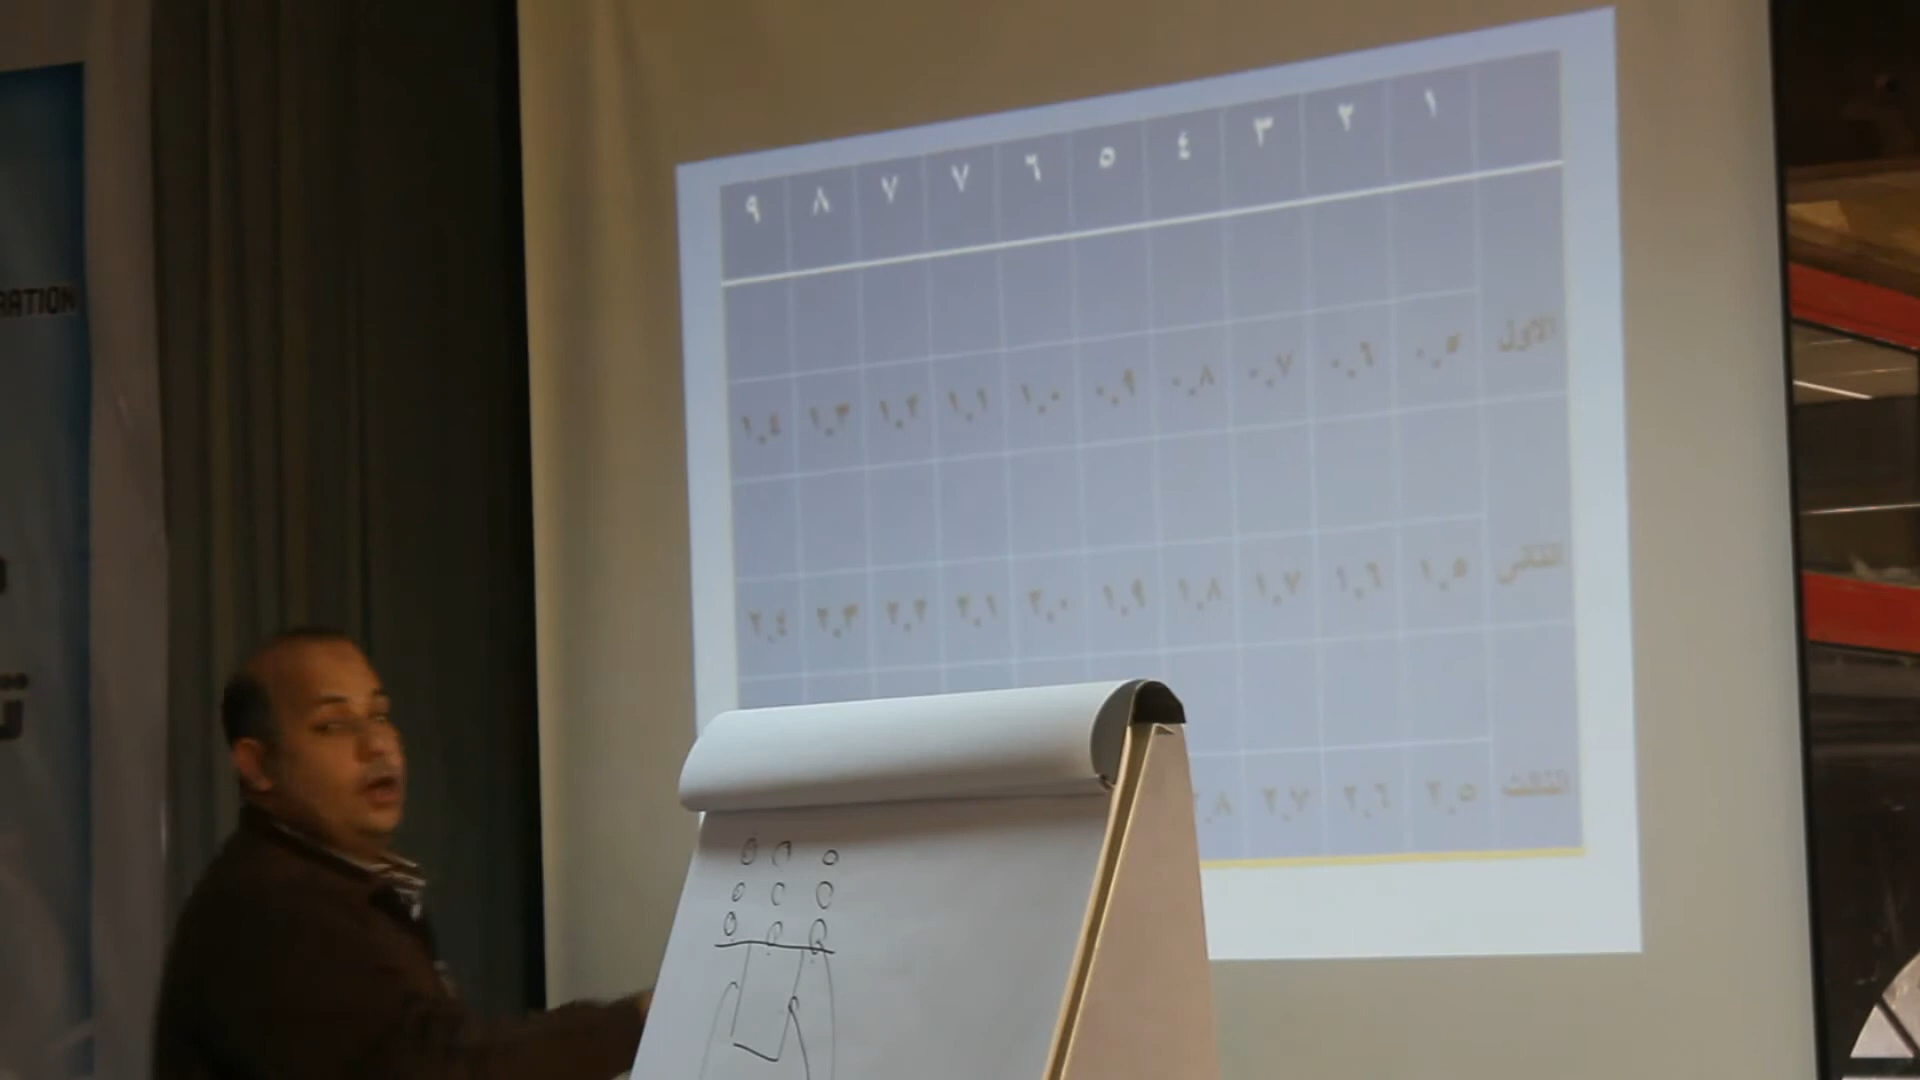 ١ ٢ ٣ ٤ ٥ ٦ ٧ ٧ ٨ ٩
الاول ٠.٥ ٠.٦ ٠.٧ ٠.٨ ٠.٩ ١.٠ ١.١ ١.٢ ١.٣ ١.٤
الثانى ١.٥ ١.٦ ١.٧ ١.٨ ١.٩ ٢.٠ ٢.١ ٢.٢ ٢.٣ ٢.٤
الثالث ٢.٥ ٢.٦ ٢.٧